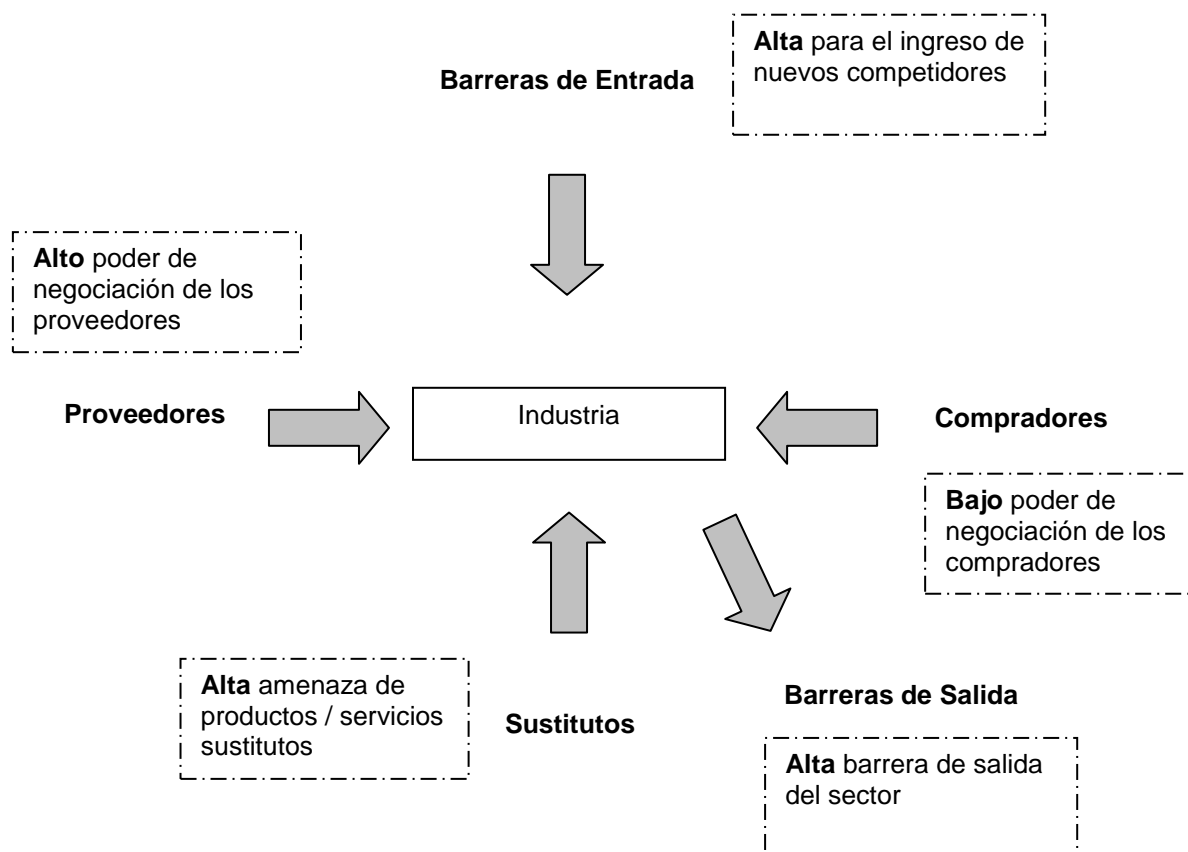 Alta para el ingreso de
nuevos competidores
Barreras de Entrada
Alto poder de
negociación de los
proveedores
Proveedores
Industria
Compradores
Bajo poder de
negociación de los
compradores
Alta amenaza de
productos / servicios
sustitutos
Sustitutos
Barreras de Salida
Alta barrera de salida
del sector